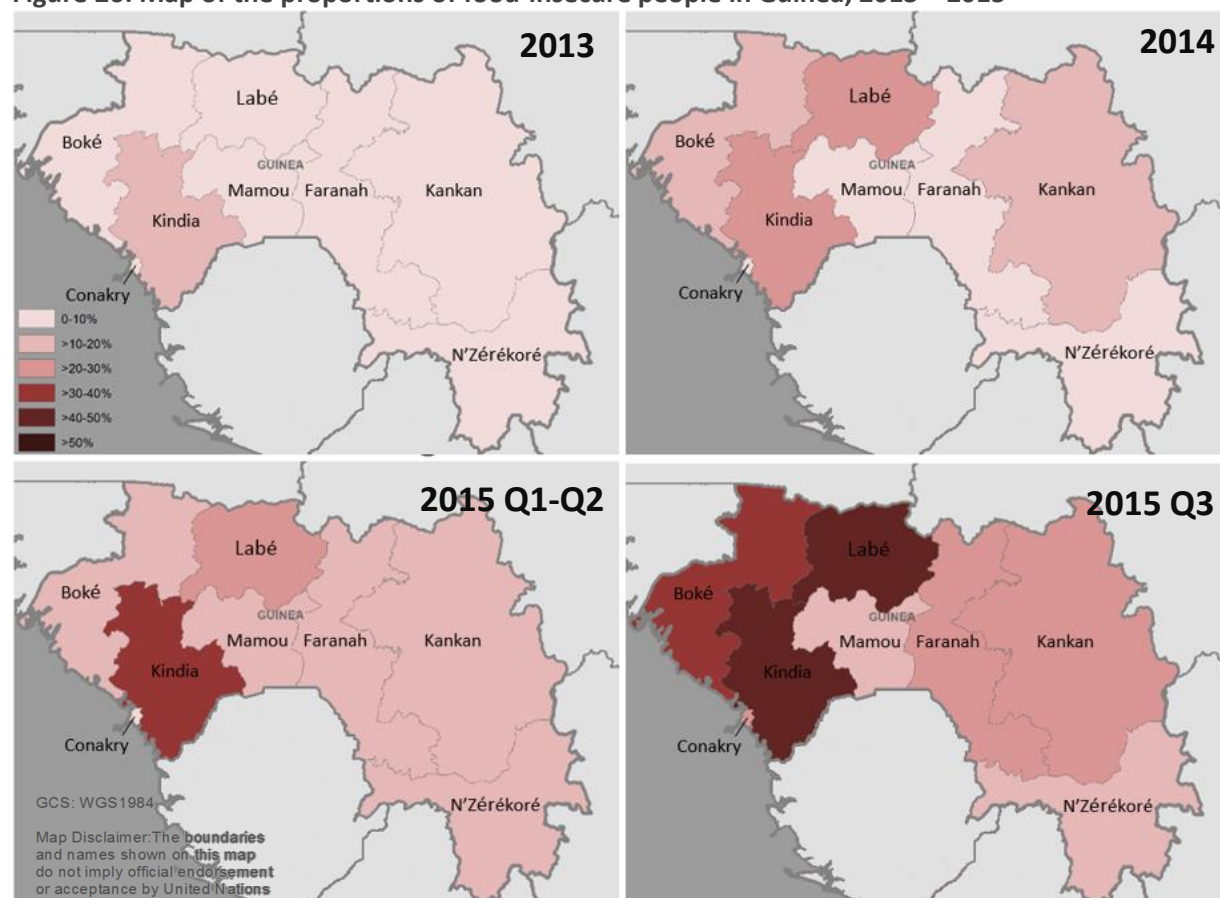 Figure 20. Map of the proportions of food-insecure people in Guinea, 2013 – 2015
2013
Labé
Boké
GUINEA
Mamou
Faranah
Kankan
Kindia
Conakry
N'Zérékoré
0-10%
>10-20%
>20-30%
>30-40%
>40-50%
>50%
2014
Labé
Boké
GUINEA
Mamou
Faranah
Kankan
Kindia
Conakry
N'Zérékoré
2015 Q1-Q2
Labé
Boké
GUINEA
Mamou
Faranah
Kankan
Kindia
Conakry
N'Zérékoré
GCS: WGS1984
Map Disclaimer:The boundaries
and names shown on this map
do not imply official endorsement
or acceptance by United Nations
2015 Q3
Labé
Boké
GUINEA
Mamou
Faranah
Kankan
Kindia
Conakry
N'Zérékoré